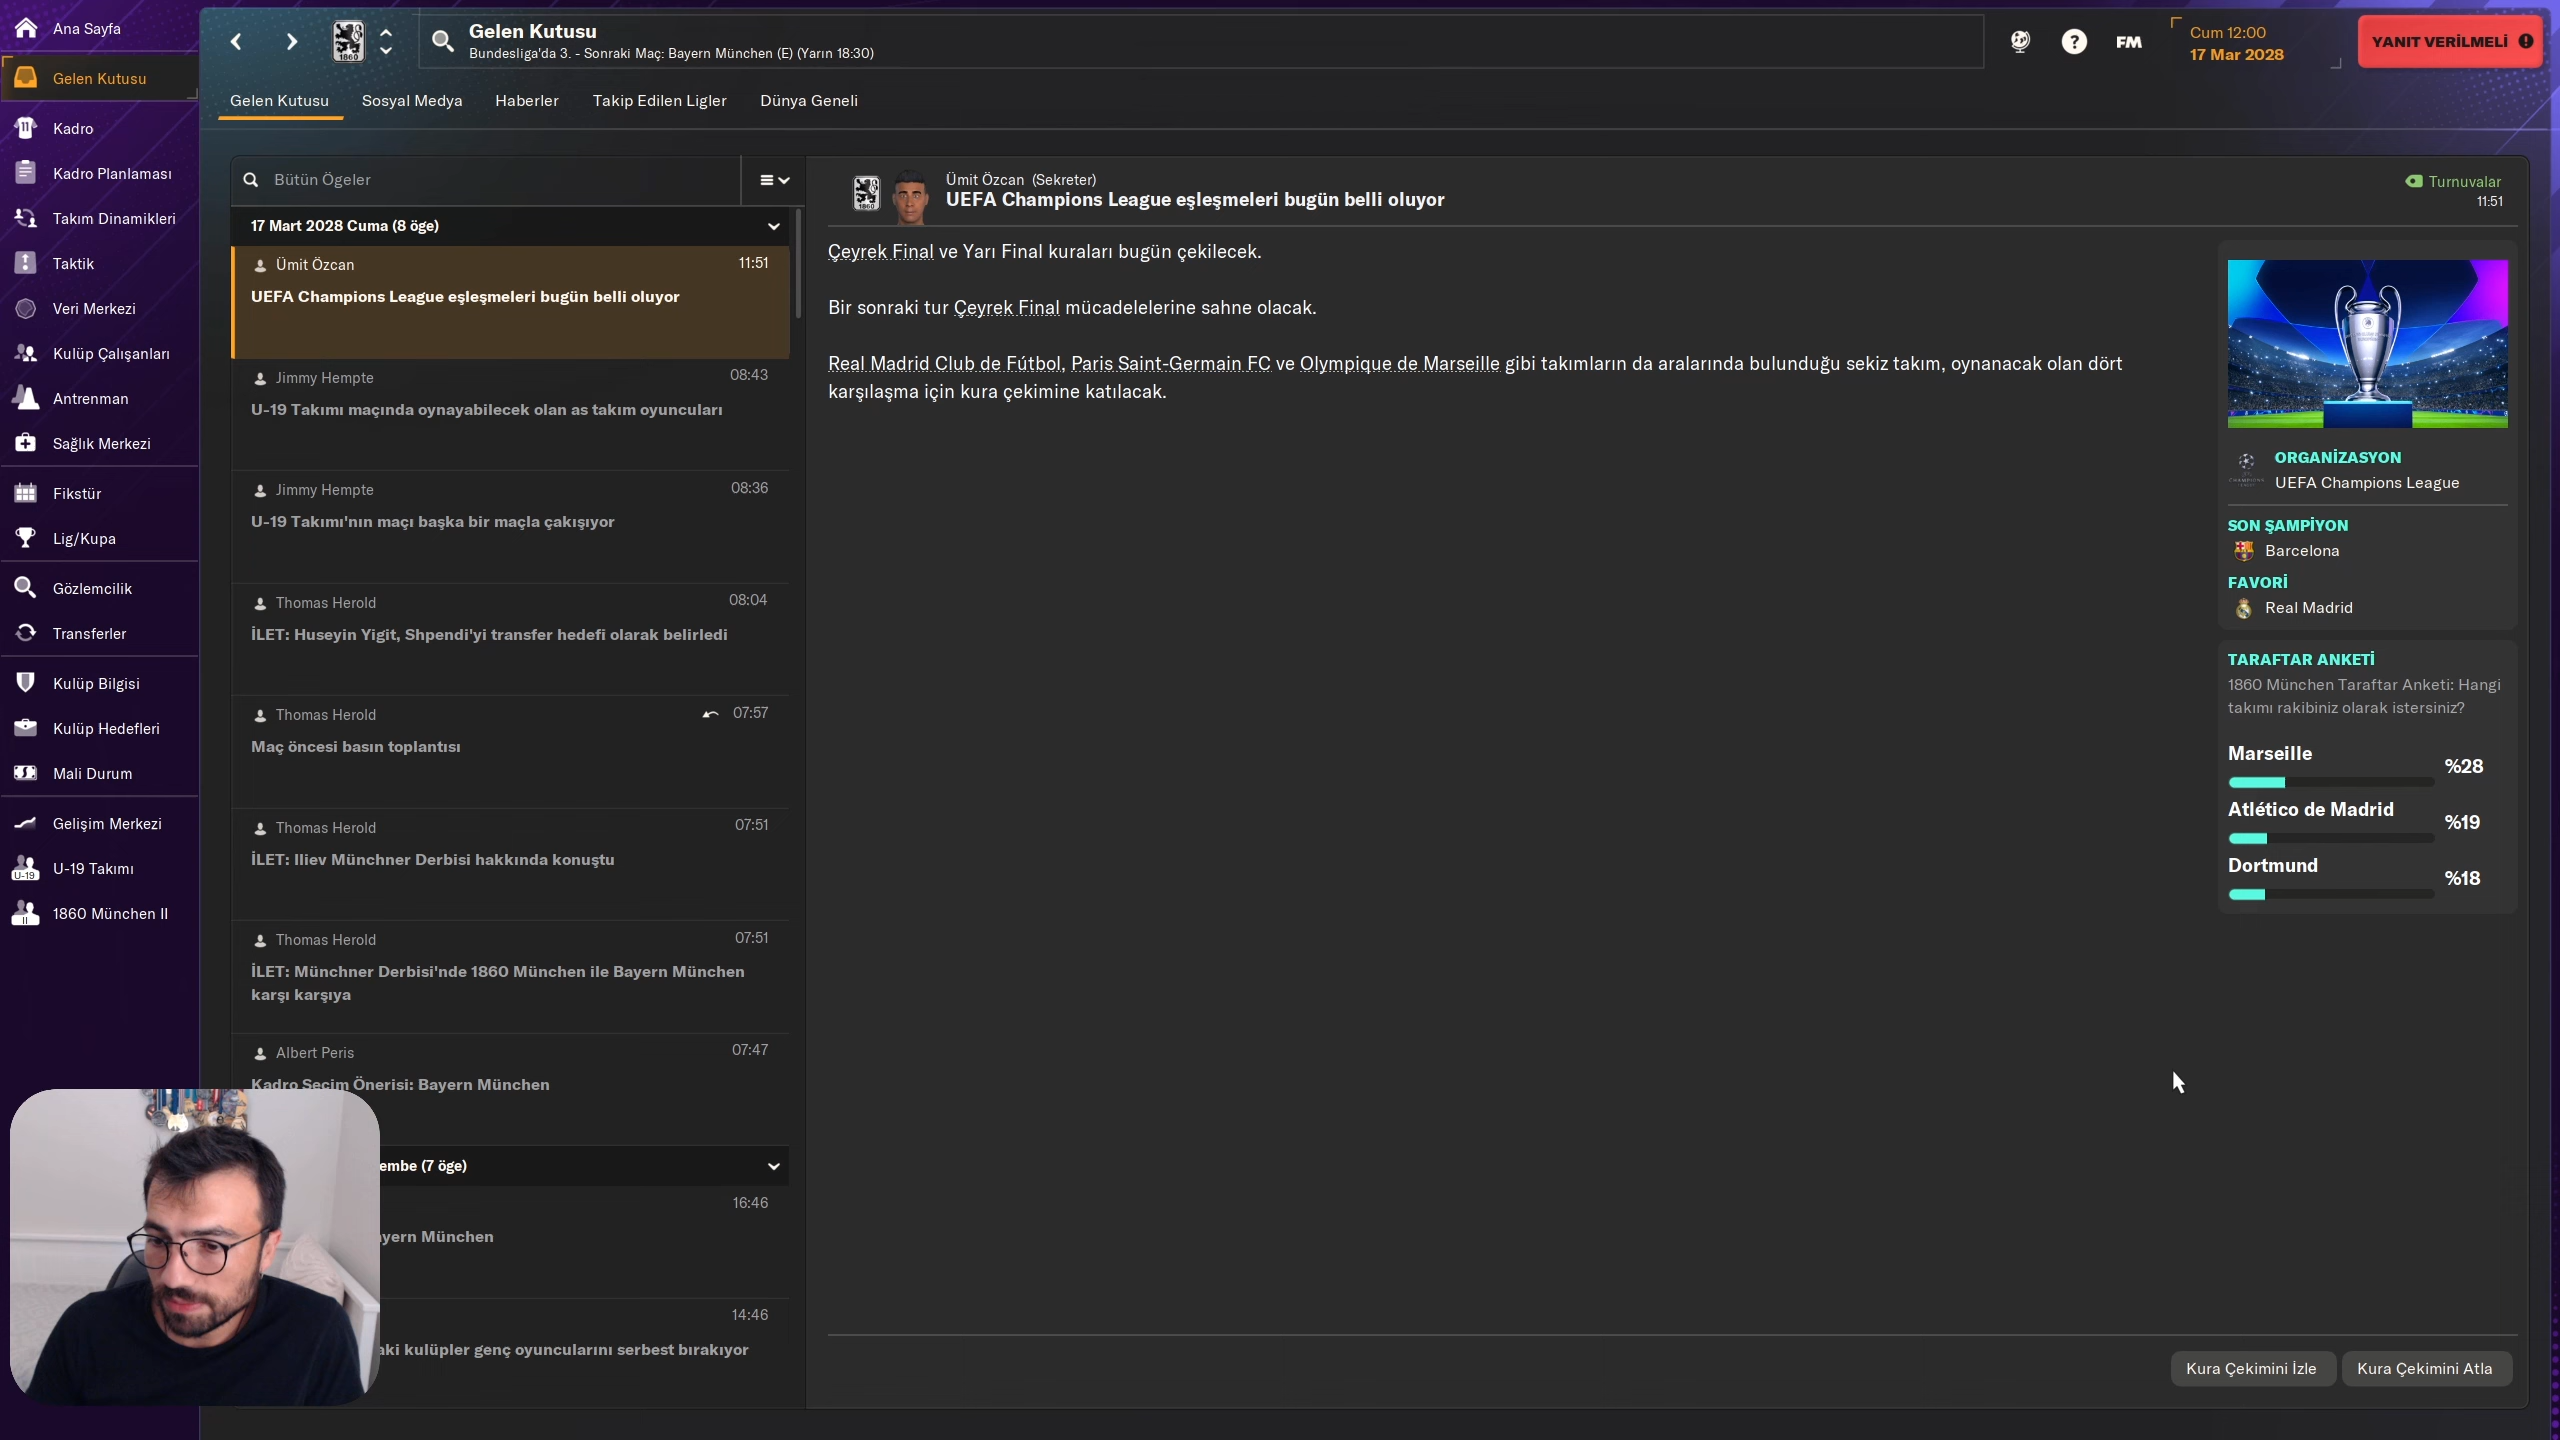 Ana Sayfa
Gelen Kutusu
Kadro
Kadro Planlaması
Takım Dinamikleri
Taktik
Veri Merkezi
Kulüp Çalışanları
Antrenman
Sağlık Merkezi
Fikstür
Lig/Kupa
Gözlemcilik
Transferler
Kulüp Bilgisi
Kulüp Hedefleri
Mali Durum
Gelişim Merkezi
U-19 Takımı
1860 München II
Gelen Kutusu
Bundesliga'da 3. - Sonraki Maç: Bayern München (E) (Yarın 18:30)
FM
Cum 12:00
17 Mar 2028
YANIT VERİLMELİ
Gelen Kutusu Sosyal Medya Haberler Takip Edilen Ligler Dünya Geneli
Bütün Ögeler
17 Mart 2028 Cuma (8 öge)
Ümit Özcan 11:51
UEFA Champions League eşleşmeleri bugün belli oluyor
Jimmy Hempte 08:43
U-19 Takımı maçında oynayabilecek olan as takım oyuncuları
Jimmy Hempte 08:36
U-19 Takımı'nın maçı başka bir maçla çakışıyor
Thomas Herold 08:04
İLET: Huseyin Yigit, Shpendi'yi transfer hedefi olarak belirledi
Thomas Herold 07:57
Maç öncesi basın toplantısı
Thomas Herold 07:51
İLET: Iliev Münchner Derbisi hakkında konuştu
Thomas Herold 07:51
İLET: Münchner Derbisi'nde 1860 München ile Bayern München
karşı karşıya
Albert Peris 07:47
Kadro Seçim Önerisi: Bayern München
embe (7 öge)
16:46
ayern München
14:46
aki kulüpler genç oyuncularını serbest bırakıyor
Ümit Özcan (Sekreter)
UEFA Champions League eşleşmeleri bugün belli oluyor
Turnuvalar
11:51
Çeyrek Final ve Yarı Final kuraları bugün çekilecek.
Bir sonraki tur Çeyrek Final mücadelelerine sahne olacak.
Real Madrid Club de Fútbol, Paris Saint-Germain FC ve Olympique de Marseille gibi takımların da aralarında bulunduğu sekiz takım, oynanacak olan dört
karşılaşma için kura çekimine katılacak.
ORGANİZASYON
UEFA Champions League
SON ŞAMPİYON
Barcelona
FAVORİ
Real Madrid
TARAFTAR ANKETİ
1860 München Taraftar Anketi: Hangi
takımı rakibiniz olarak istersiniz?
Marseille %28
Atlético de Madrid %19
Dortmund %18
Kura Çekimini İzle Kura Çekimini Atla